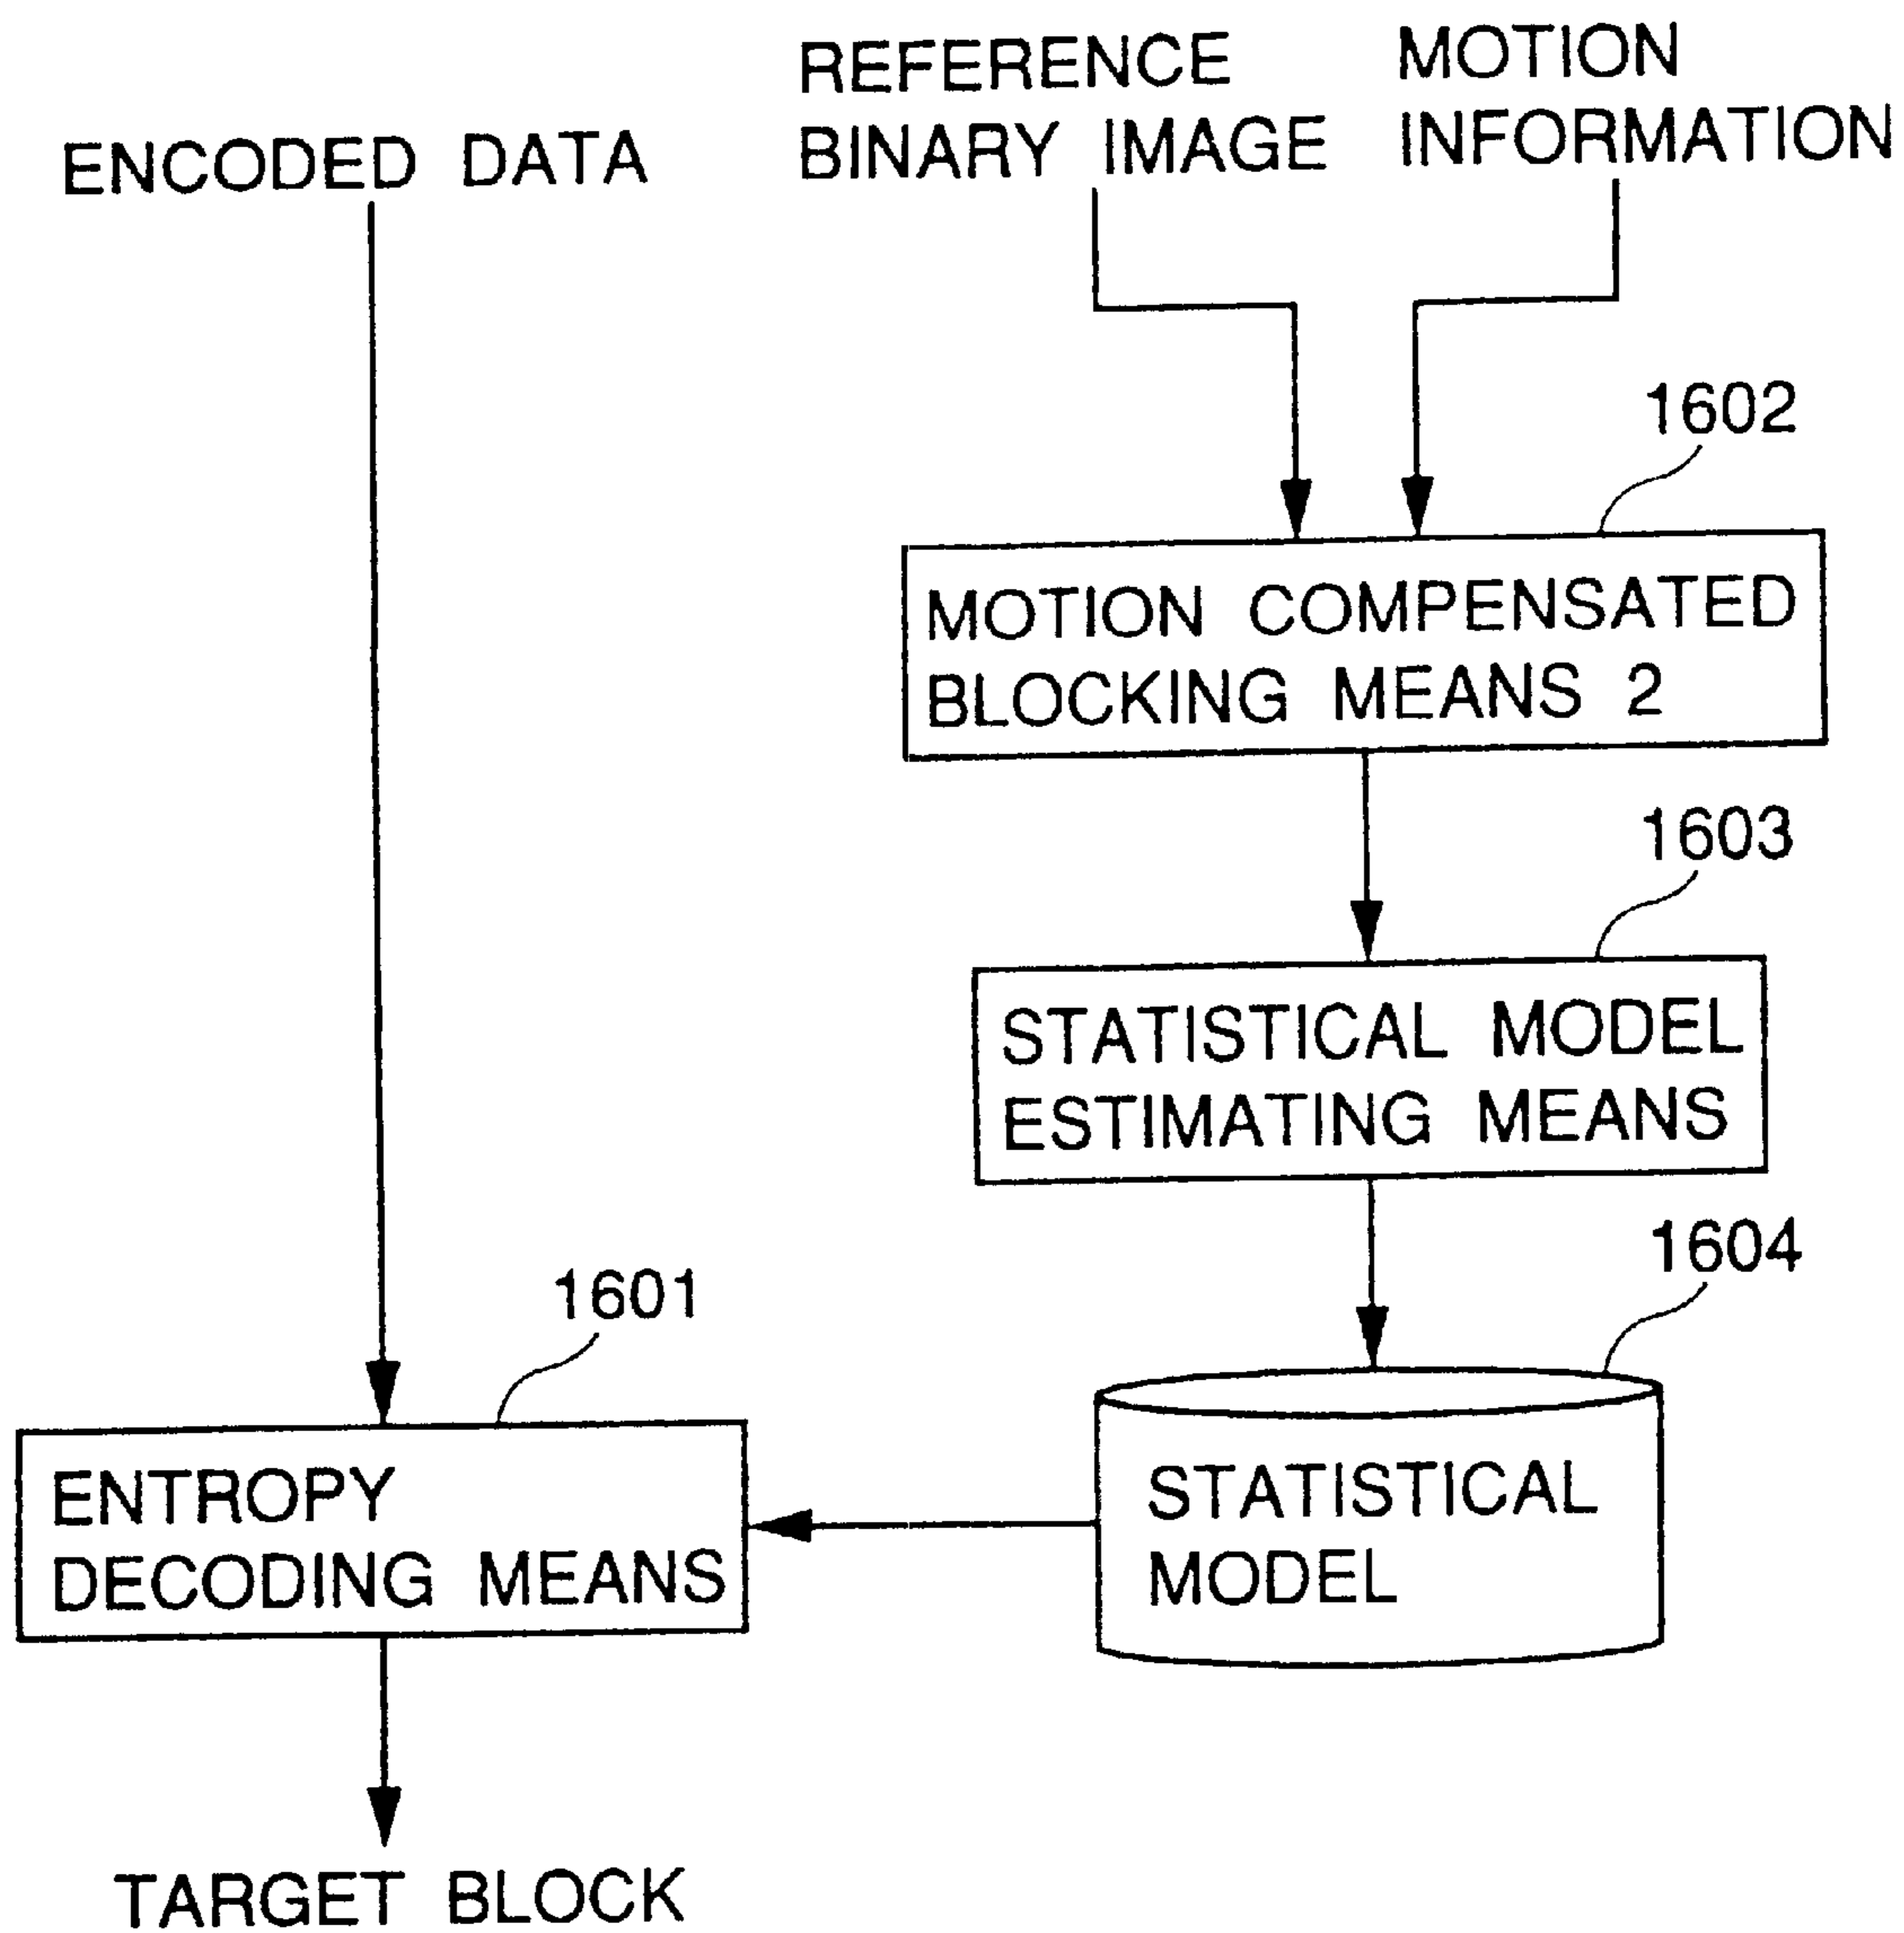 REFERENCE
BINARY IMAGE
MOTION
INFORMATION
ENCODED DATA
1602
MOTION COMPENSATED
BLOCKING MEANS 2
1603
STATISTICAL MODEL
ESTIMATING MEANS
1604
1601
STATISTICAL
MODEL
ENTROPY
DECODING MEANS
TARGET BLOCK